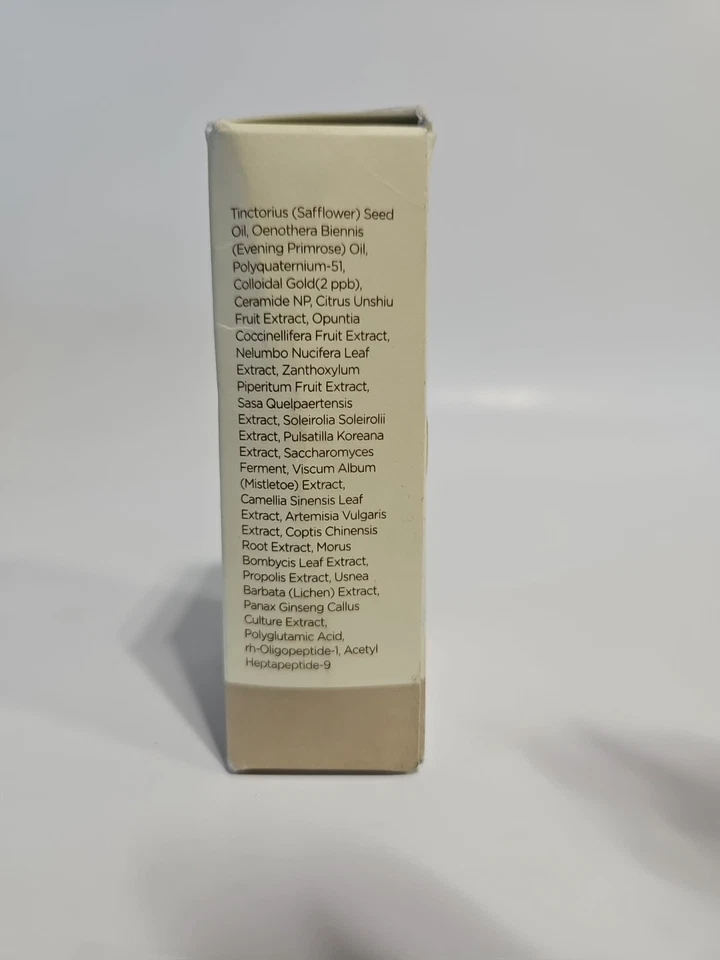 Tinctorius (Safflower) Seed
Oil, Oenothera Biennis
(Evening Primrose) Oil,
Polyquaternium-51,
Colloidal Gold(2 ppb),
Ceramide NP, Citrus Unshiu
Fruit Extract, Opuntia
Coccinellifera Fruit Extract,
Nelumbo Nucifera Leaf
Extract, Zanthoxylum
Piperitum Fruit Extract,
Sasa Quelpaertensis
Extract, Soleirolia Soleirolii
Extract, Pulsatilla Koreana
Extract, Saccharomyces
Ferment, Viscum Album
(Mistletoe) Extract,
Camellia Sinensis Leaf
Extract, Artemisia Vulgaris
Extract, Coptis Chinensis
Root Extract, Morus
Bombycis Leaf Extract,
Propolis Extract, Usnea
Barbata (Lichen) Extract,
Panax Ginseng Callus
Culture Extract,
Polyglutamic Acid,
rh-Oligopeptide-1, Acetyl
Heptapeptide-9